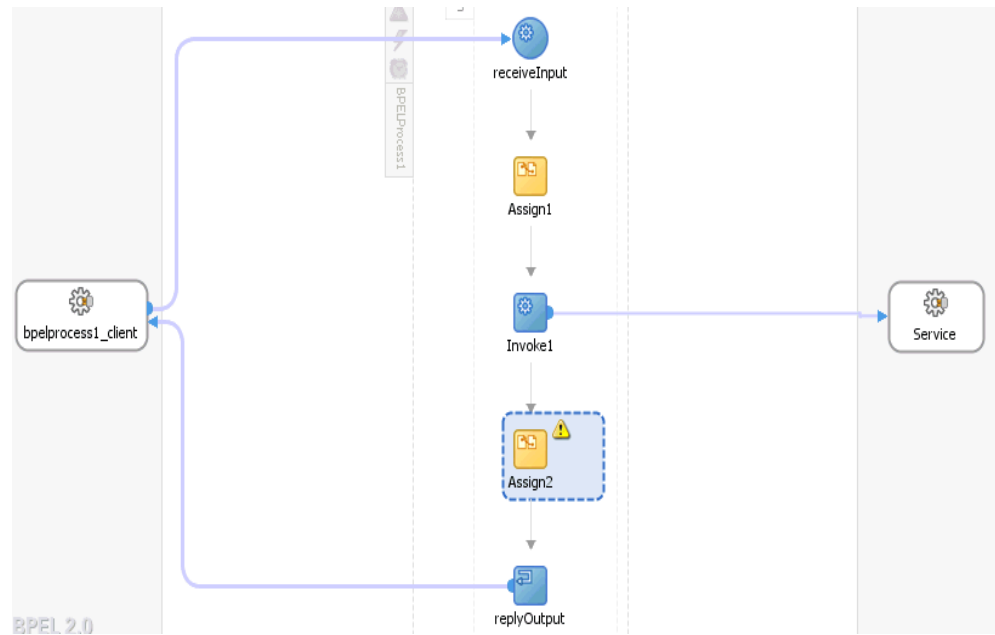 receiveInput
BPELProcess1
Assign1
bpelprocess1_client
Invoke1
Service
Assign2
replyOutput
BPEL 2.0